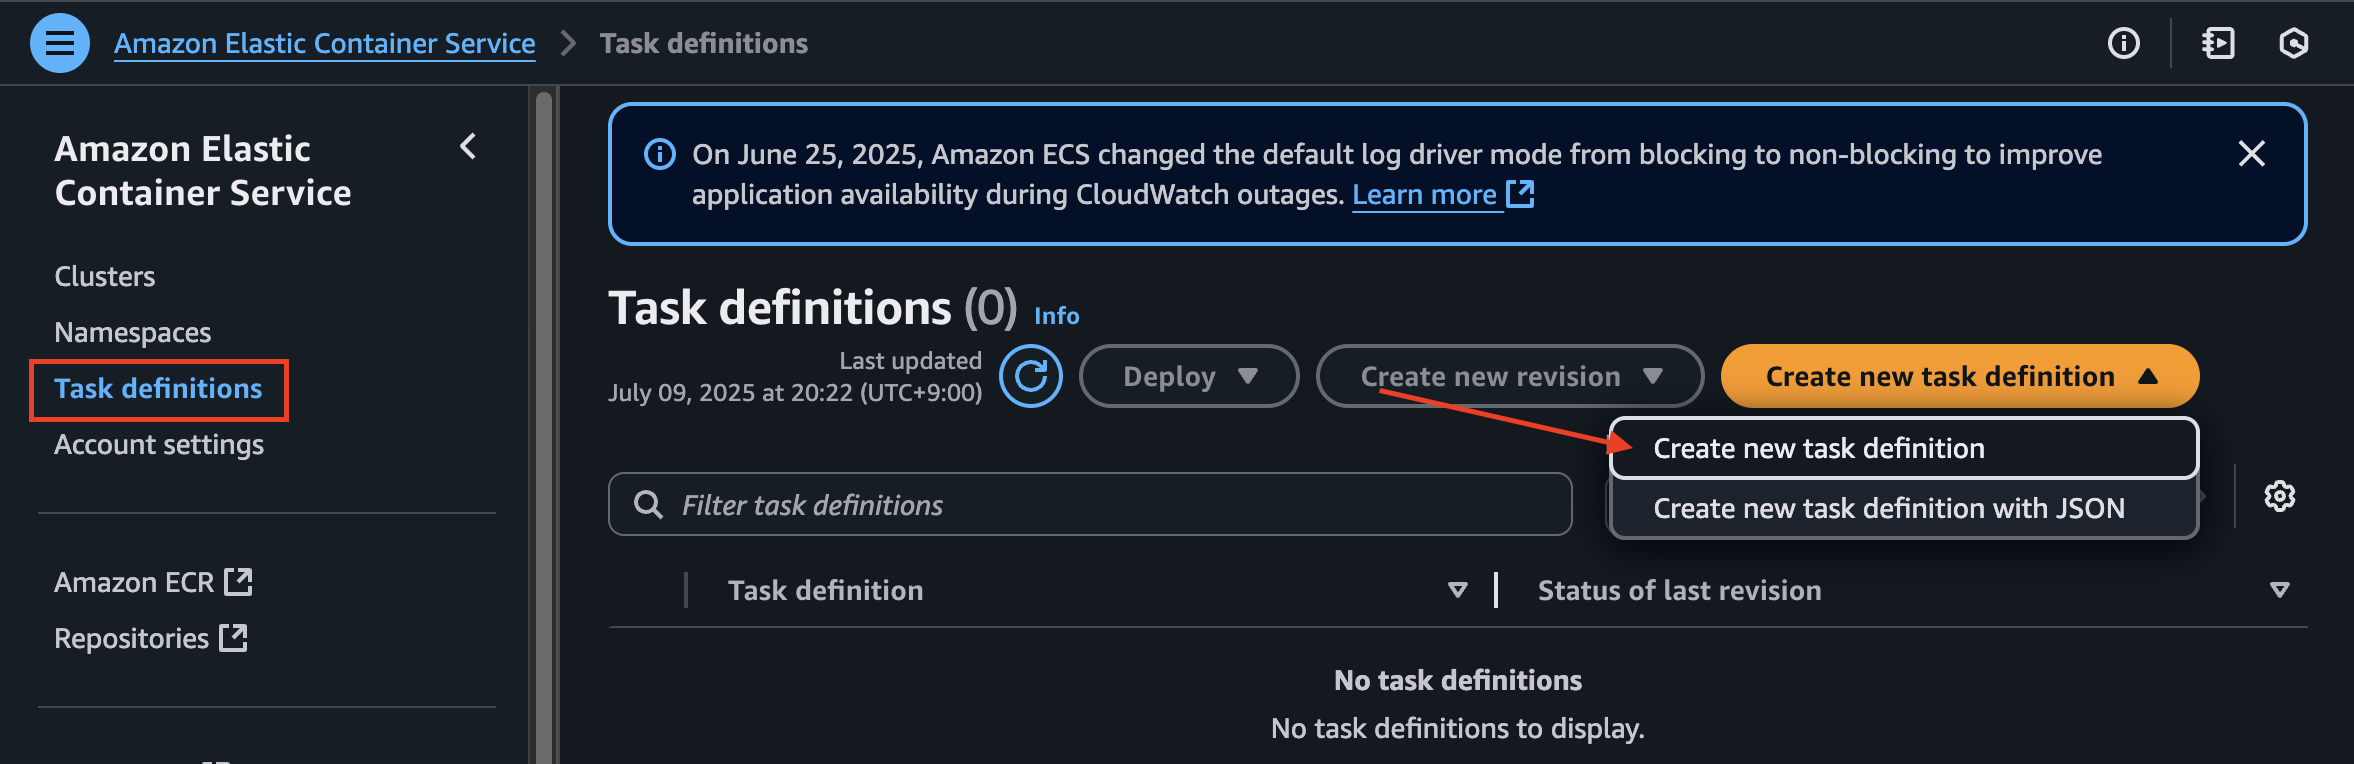 Amazon Elastic Container Service
Task definitions
Amazon Elastic
Container Service
Clusters
Namespaces
Task definitions
Account settings
Amazon ECR
Repositories
On June 25, 2025, Amazon ECS changed the default log driver mode from blocking to non-blocking to improve
application availability during CloudWatch outages. Learn more
Task definitions (0) Info
Last updated
July 09, 2025 at 20:22 (UTC+9:00)
Deploy
Create new revision
Create new task definition
Create new task definition
Create new task definition with JSON
Filter task definitions
Task definition
Status of last revision
No task definitions
No task definitions to display.